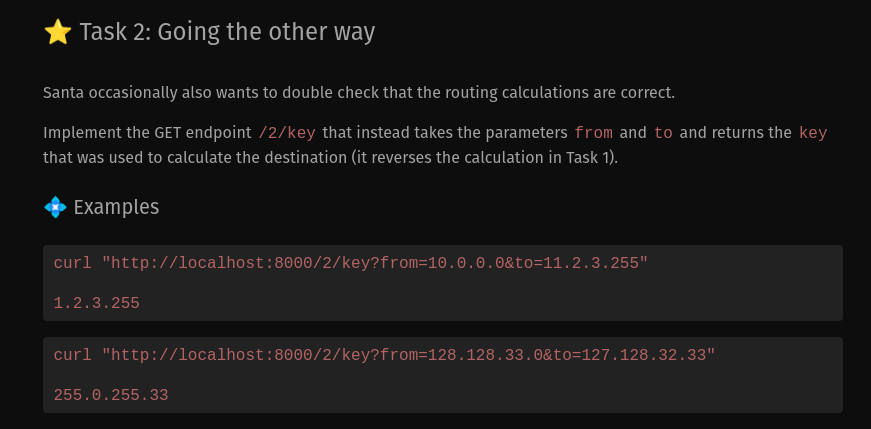 ⭐ Task 2: Going the other way
Santa occasionally also wants to double check that the routing calculations are correct.
Implement the GET endpoint /2/key that instead takes the parameters from and to and returns the key
that was used to calculate the destination (it reverses the calculation in Task 1).
💠 Examples
curl "http://localhost:8000/2/key?from=10.0.0.0&to=11.2.3.255"
1.2.3.255
curl "http://localhost:8000/2/key?from=128.128.33.0&to=127.128.32.33"
255.0.255.33